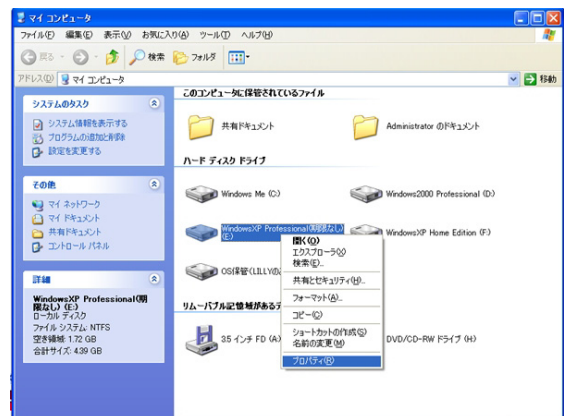 マイ コンピュータ
ファイル(F) 編集(E) 表示(V) お気に入り(A) ツール(T) ヘルプ(H)
戻る 検索 フォルダ
アドレス(D) マイ コンピュータ 移動
システムのタスク
システム情報を表示する
プログラムの追加と削除
設定を変更する
その他
マイ ネットワーク
マイ ドキュメント
共有ドキュメント
コントロール パネル
詳細
WindowsXP Professional(期
限なし) (E:)
ローカル ディスク
ファイル システム: NTFS
空き領域: 1.72 GB
合計サイズ: 4.39 GB
このコンピュータに保管されているファイル
共有ドキュメント
Administrator のドキュメント
ハード ディスク ドライブ
Windows Me (C:)
Windows2000 Professional (D:)
WindowsXP Professional(期限なし)
(E:)
WindowsXP Home Edition (F:)
OS保管(LILLYの
リムーバブル記憶域があるデ
3.5 インチ FD (A:)
DVD/CD-RW ドライブ (H:)
開く(O)
エクスプローラ(X)
検索(E)...
共有とセキュリティ(H)...
フォーマット(A)...
コピー(C)
ショートカットの作成(S)
名前の変更(M)
プロパティ(R)